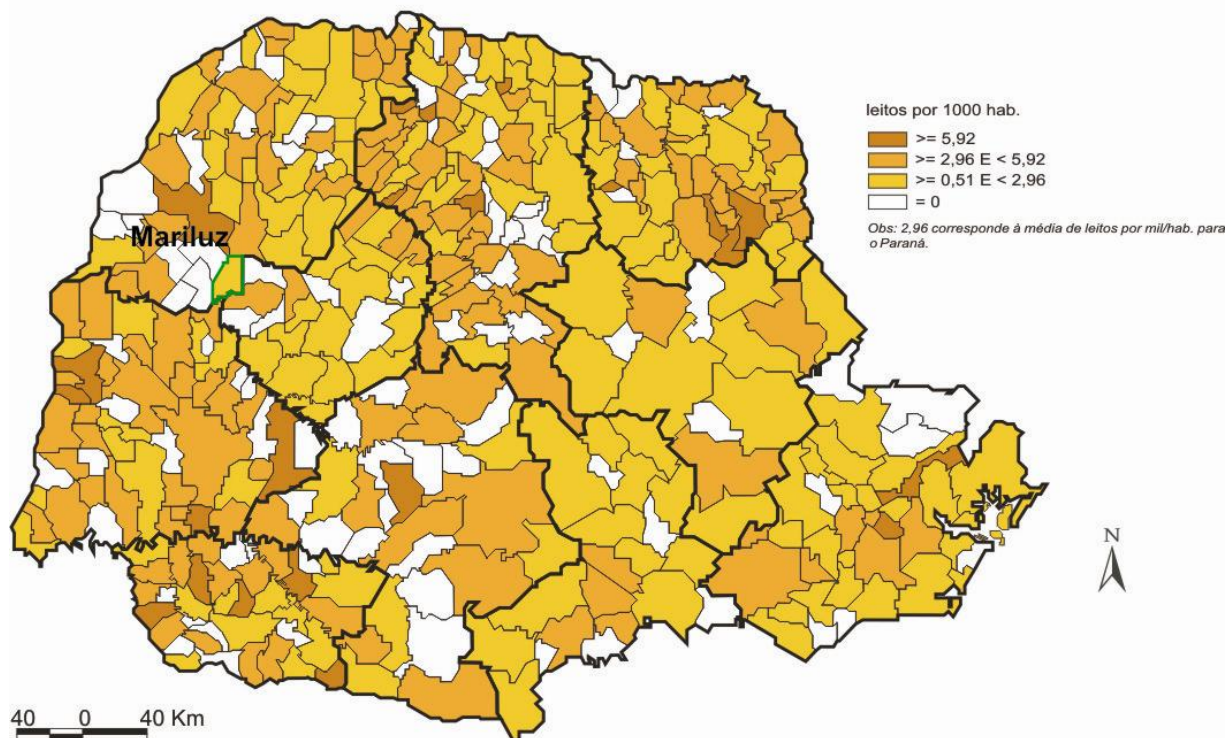 Mariluz
leitos por 1000 hab.
>= 5,92
>= 2,96 E < 5,92
>= 0,51 E < 2,96
= 0
Obs: 2,96 corresponde à média de leitos por mil/hab. para
o Paraná.
N
40 0 40 Km